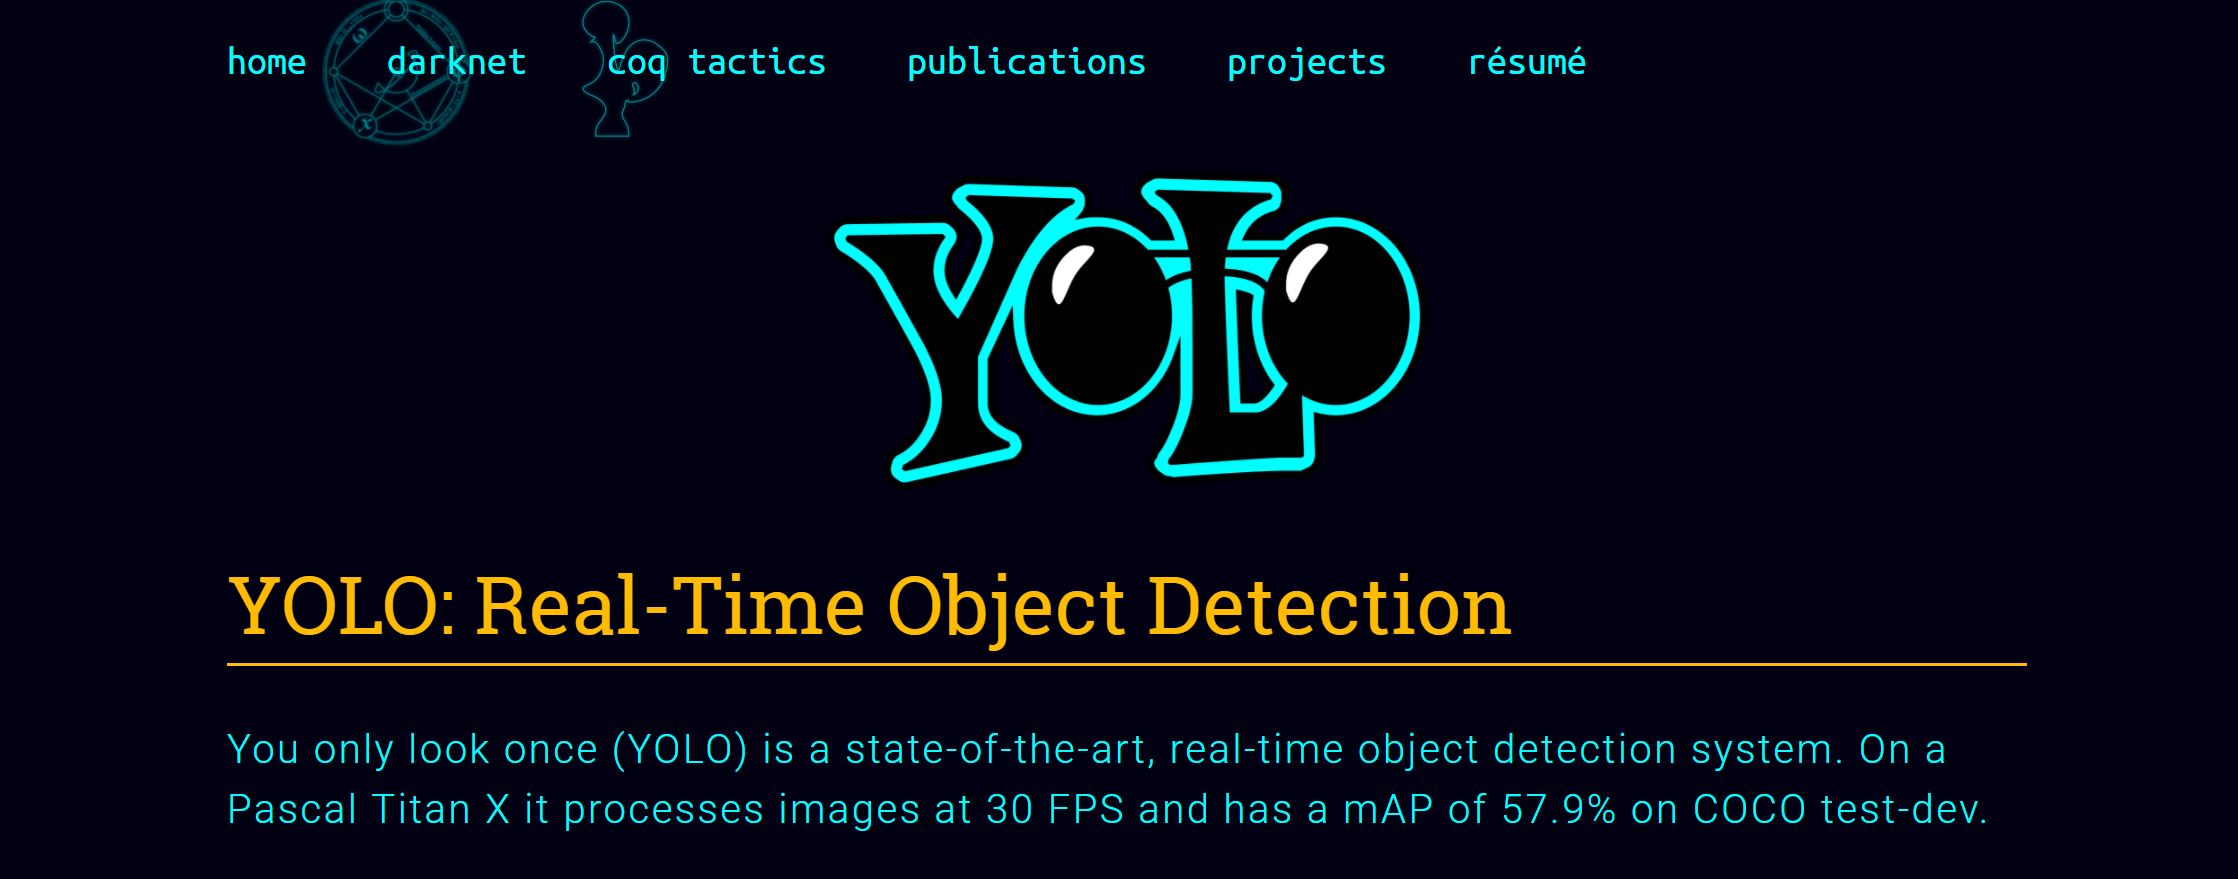 home darknet coq tactics publications projects résumé
YOLO
YOLO: Real-Time Object Detection
You only look once (YOLO) is a state-of-the-art, real-time object detection system. On a
Pascal Titan X it processes images at 30 FPS and has a mAP of 57.9% on COCO test-dev.